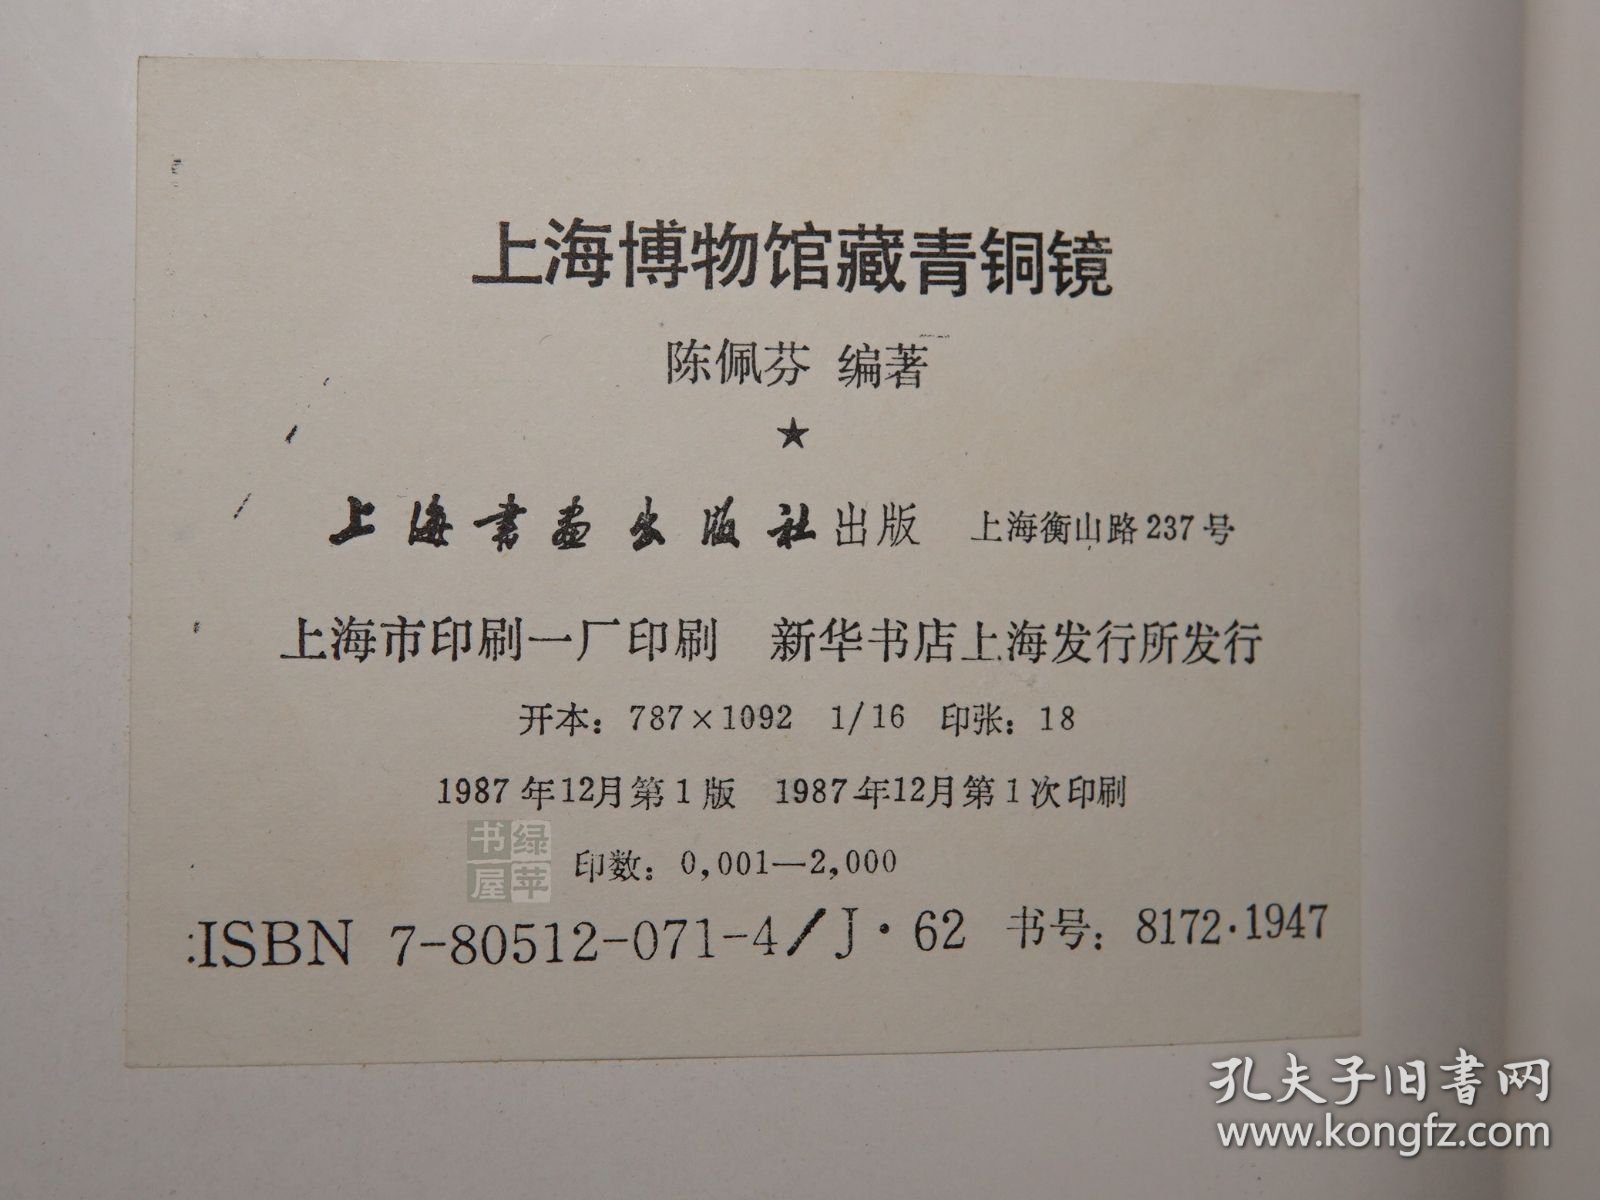 上海博物馆藏青铜镜
陈佩芬 编著
★
上海书画出版社出版 上海衡山路237号
上海市印刷一厂印刷 新华书店上海发行所发行
开本：787×1092 1/16 印张：18
1987年12月第1版 1987年12月第1次印刷
印数：0,001—2,000
:ISBN 7-80512-071-4/J·62 书号：8172·1947
绿苹书屋
孔夫子旧书网
www.kongfz.com